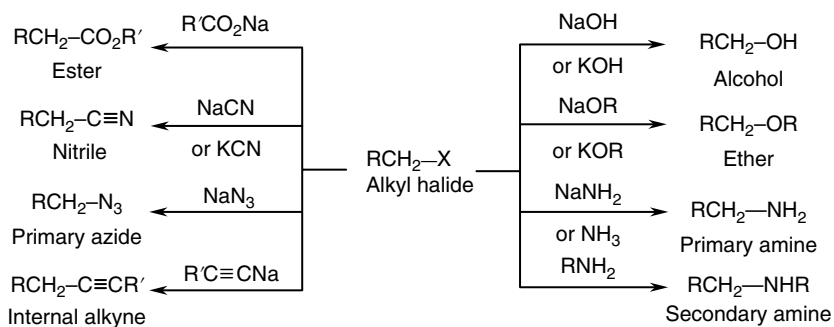 RCH₂–CO₂R′
Ester
R′CO₂Na
RCH₂–C≡N
Nitrile
NaCN
or KCN
RCH₂–N₃
Primary azide
NaN₃
RCH₂–C≡CR′
Internal alkyne
R′C≡CNa
RCH₂—X
Alkyl halide
NaOH
or KOH
RCH₂–OH
Alcohol
NaOR
or KOR
RCH₂–OR
Ether
NaNH₂
or NH₃
RCH₂—NH₂
Primary amine
RNH₂
RCH₂—NHR
Secondary amine